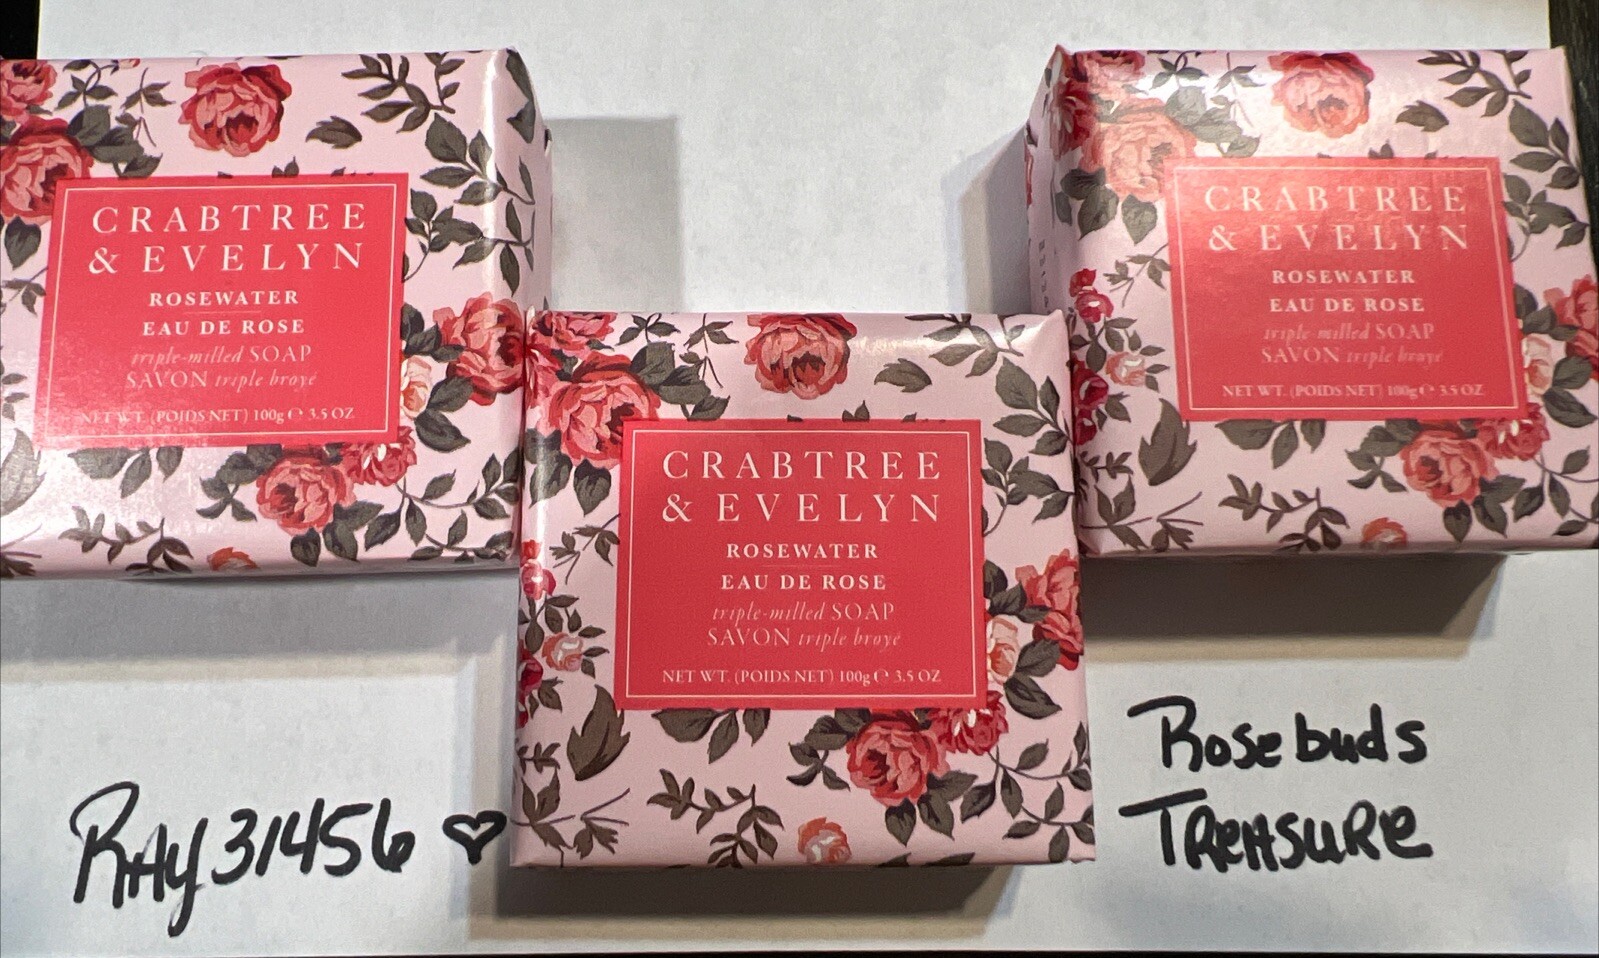 CRABTREE
& EVELYN
ROSEWATER
EAU DE ROSE
triple-milled SOAP
SAVON triple broyé
NET WT. (POIDS NET) 100g ℮ 3.5 OZ
CRABTREE
& EVELYN
ROSEWATER
EAU DE ROSE
triple-milled SOAP
SAVON triple broyé
NET WT. (POIDS NET) 100g ℮ 3.5 OZ
CRABTREE
& EVELYN
ROSEWATER
EAU DE ROSE
triple-milled SOAP
SAVON triple broyé
NET WT. (POIDS NET) 100g ℮ 3.5 OZ
RAy31456 ♡
Rosebuds
TReASURe